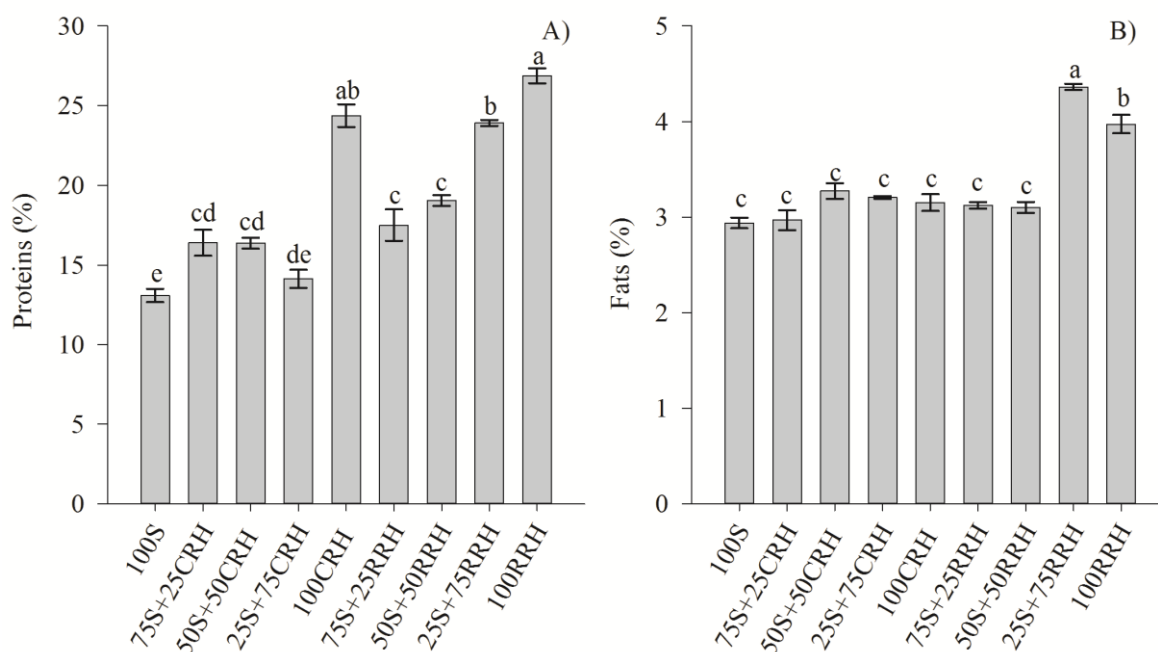 A)
Proteins (%)
30
25
20
15
10
5
0
e
cd
cd
de
ab
c
c
b
a
100S
75S+25CRH
50S+50CRH
25S+75CRH
100CRH
75S+25RRH
50S+50RRH
25S+75RRH
100RRH
B)
Fats (%)
5
4
3
2
1
0
c
c
c
c
c
c
c
a
b
100S
75S+25CRH
50S+50CRH
25S+75CRH
100CRH
75S+25RRH
50S+50RRH
25S+75RRH
100RRH